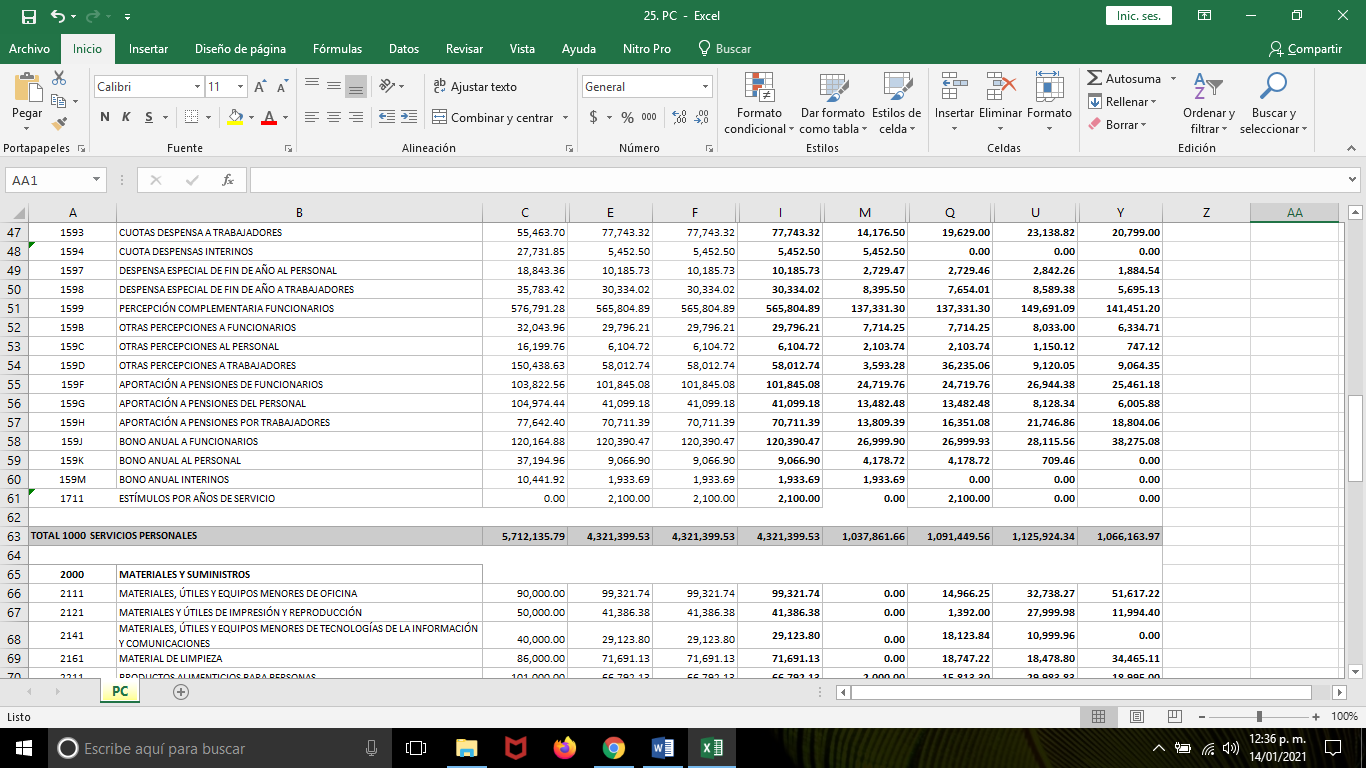 25. PC - Excel
Inic. ses.
Archivo Inicio Insertar Diseño de página Fórmulas Datos Revisar Vista Ayuda Nitro Pro Buscar Compartir
Calibri 11 Ajustar texto General Autosuma
Pegar N K S Combinar y centrar $ % 000 Formato condicional Dar formato como tabla Estilos de celda Insertar Eliminar Formato Rellenar Borrar Ordenar y filtrar Buscar y seleccionar
Portapapeles Fuente Alineación Número Estilos Celdas Edición
AA1 fx
A B C E F I M Q U Y Z AA
47 1593 CUOTAS DESPENSA A TRABAJADORES 55,463.70 77,743.32 77,743.32 77,743.32 14,176.50 19,629.00 23,138.82 20,799.00
48 1594 CUOTA DESPENSAS INTERINOS 27,731.85 5,452.50 5,452.50 5,452.50 5,452.50 0.00 0.00 0.00
49 1597 DESPENSA ESPECIAL DE FIN DE AÑO AL PERSONAL 18,843.36 10,185.73 10,185.73 10,185.73 2,729.47 2,729.46 2,842.26 1,884.54
50 1598 DESPENSA ESPECIAL DE FIN DE AÑO A TRABAJADORES 35,783.42 30,334.02 30,334.02 30,334.02 8,395.50 7,654.01 8,589.38 5,695.13
51 1599 PERCEPCIÓN COMPLEMENTARIA FUNCIONARIOS 576,791.28 565,804.89 565,804.89 565,804.89 137,331.30 137,331.30 149,691.09 141,451.20
52 159B OTRAS PERCEPCIONES A FUNCIONARIOS 32,043.96 29,796.21 29,796.21 29,796.21 7,714.50 7,714.25 8,033.00 6,334.71
53 159C OTRAS PERCEPCIONES AL PERSONAL 16,199.76 6,104.72 6,104.72 6,104.72 2,103.74 2,103.74 1,150.12 747.12
54 159D OTRAS PERCEPCIONES A TRABAJADORES 150,438.63 58,012.74 58,012.74 58,012.74 3,593.28 36,235.06 9,120.05 9,064.35
55 159F APORTACIÓN A PENSIONES DE FUNCIONARIOS 103,822.56 101,845.08 101,845.08 101,845.08 24,719.76 24,719.76 26,944.38 25,461.18
56 159G APORTACIÓN A PENSIONES DEL PERSONAL 104,974.44 41,099.18 41,099.18 41,099.18 13,482.48 13,482.48 8,128.34 6,005.88
57 159H APORTACIÓN A PENSIONES POR TRABAJADORES 77,642.40 70,711.39 70,711.39 70,711.39 13,809.39 16,351.08 21,746.86 18,804.06
58 159J BONO ANUAL A FUNCIONARIOS 120,164.88 120,390.47 120,390.47 120,390.47 26,999.90 26,999.93 28,115.56 38,275.08
59 159K BONO ANUAL AL PERSONAL 37,194.96 9,066.90 9,066.90 9,066.90 4,178.72 4,178.72 709.46 0.00
60 159M BONO ANUAL INTERINOS 10,441.92 1,933.69 1,933.69 1,933.69 1,933.69 0.00 0.00 0.00
61 1711 ESTÍMULOS POR AÑOS DE SERVICIO 0.00 2,100.00 2,100.00 2,100.00 0.00 2,100.00 0.00 0.00
62
63 TOTAL 1000 SERVICIOS PERSONALES 5,712,135.79 4,321,399.53 4,321,399.53 4,321,399.53 1,037,861.66 1,091,449.56 1,125,924.34 1,066,163.97
64
65 2000 MATERIALES Y SUMINISTROS
66 2111 MATERIALES, ÚTILES Y EQUIPOS MENORES DE OFICINA 90,000.00 99,321.74 99,321.74 99,321.74 0.00 14,966.25 32,738.27 51,617.22
67 2121 MATERIALES Y ÚTILES DE IMPRESIÓN Y REPRODUCCIÓN 50,000.00 41,386.38 41,386.38 41,386.38 0.00 1,392.00 27,999.98 11,994.40
68 2141 MATERIALES, ÚTILES Y EQUIPOS MENORES DE TECNOLOGÍAS DE LA INFORMACIÓN
Y COMUNICACIONES 40,000.00 29,123.80 29,123.80 29,123.80 0.00 18,123.84 10,999.96 0.00
69 2161 MATERIAL DE LIMPIEZA 86,000.00 71,691.13 71,691.13 71,691.13 0.00 18,747.22 18,478.80 34,465.11
70 2211 PRODUCTOS ALIMENTICIOS PARA PERSONAS 101,000.00 66,792.13 66,792.13 66,792.13 2,000.00 15,813.30 29,983.83 18,995.00
PC
Listo 100%
Escribe aquí para buscar
12:36 p. m.
14/01/2021